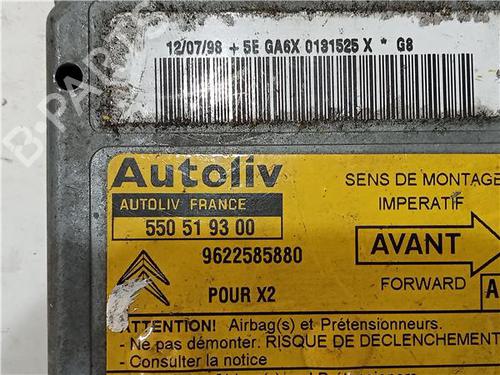 12/07/98 + 5E GA6X 0131525 X * G8
B-PARTS
Autoliv
AUTOLIV FRANCE
550 51 93 00
9622585880
POUR X2
SENS DE MONTAGE
IMPERATIF
AVANT
FORWARD
A
ATTENTION! Airbag(s) et Prétensionneurs.
- Ne pas démonter. RISQUE DE DECLENCHEMENT
- Consulter la notice